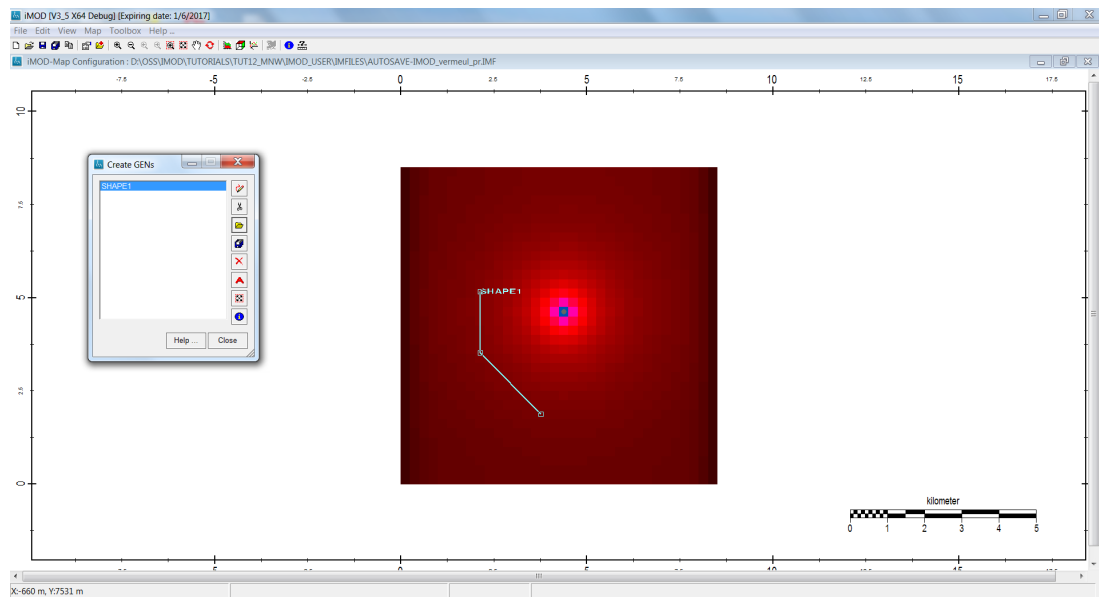 iMOD [V3_5 X64 Debug] [Expiring date: 1/6/2017]
File Edit View Map Toolbox Help ...
iMOD-Map Configuration : D:\OSS\IMOD\TUTORIALS\TUT12_MNW\IMOD_USER\IMFILES\AUTOSAVE-IMOD_vermeul_pr.IMF
-7.5 -5 -2.5 0 2.5 5 7.5 10 12.5 15 17.5
10
Create GENs
SHAPE1
7.5
5
SHAPE1
Help ... Close
2.5
0
kilometer
0 1 2 3 4 5
X:-660 m, Y:7531 m